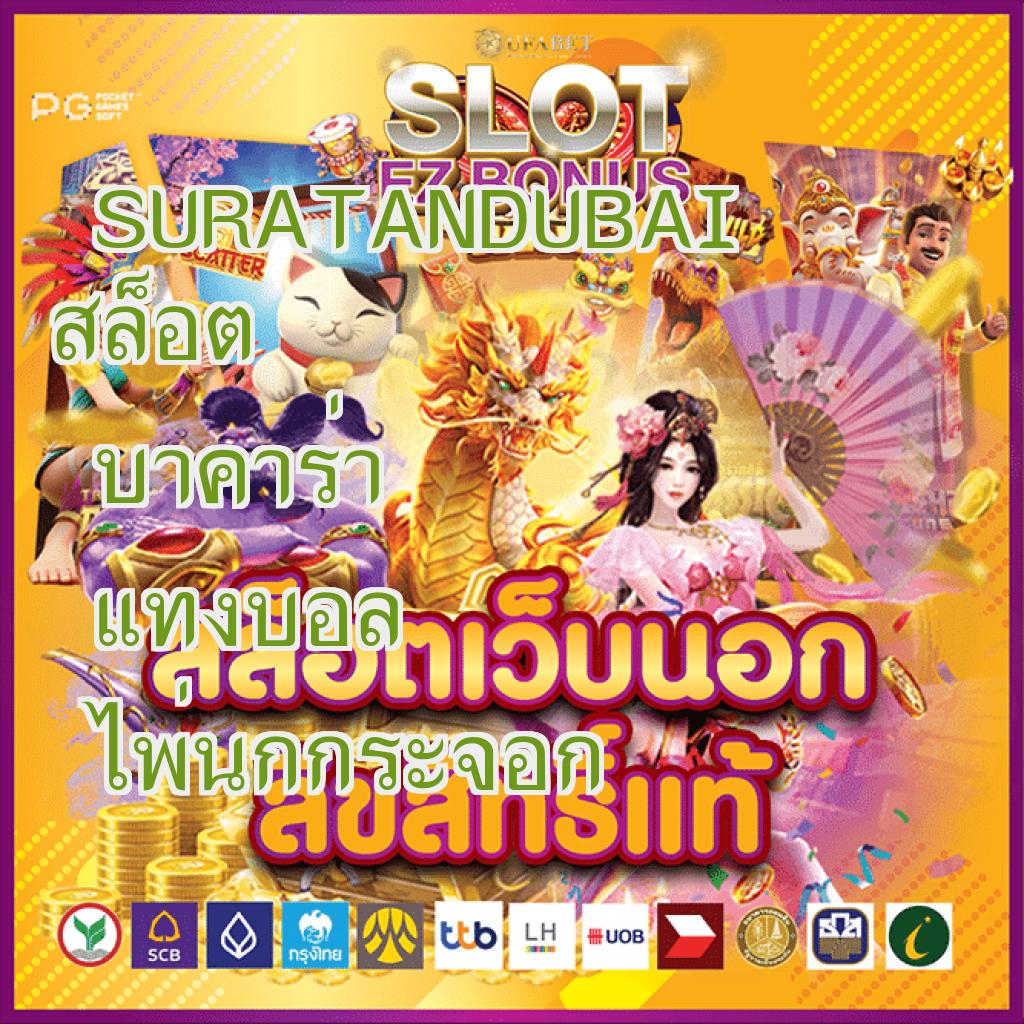 UFABET
SLOT
PG POCKET GAMES SOFT
EZ BONUS
SURATANDUBAI
WILD
SCATTER
สล็อต
บาคาร่า
แทงบอล
สล็อตเว็บนอก
ไพ่นกกระจอก
ลิขสิทธิ์แท้
SCB
กรุงไทย
ttb
LH
UOB